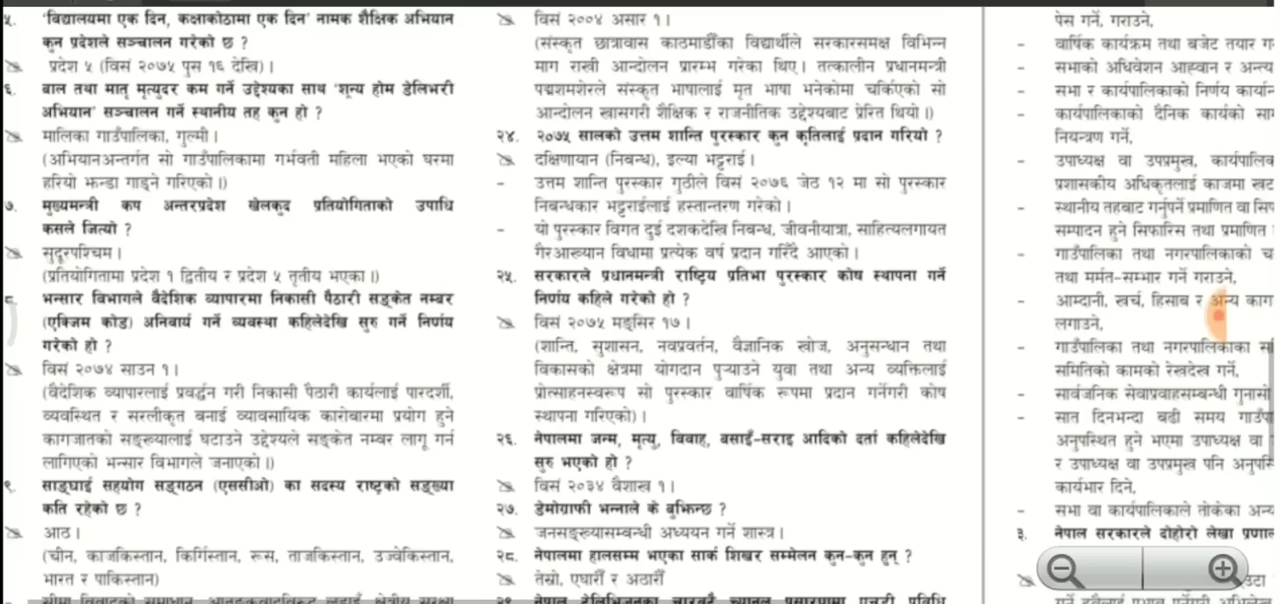 ५. 'विद्यालयमा एक दिन, कक्षाकोठामा एक दिन' नामक शैक्षिक अभियान
कुन प्रदेशले सञ्चालन गरेको छ ?
प्रदेश ५ (विसं २०७५ पुस १६ देखि)।
६. बाल तथा मातृ मृत्युदर कम गर्ने उद्देश्यका साथ 'शून्य होम डेलिभरी
अभियान' सञ्चालन गर्ने स्थानीय तह कुन हो ?
मालिका गाउँपालिका, गुल्मी।
(अभियानअन्तर्गत सो गाउँपालिकामा गर्भवती महिला भएको घरमा
हरियो झन्डा गाड्ने गरिएको।)
७. मुख्यमन्त्री कप अन्तरप्रदेश खेलकुद प्रतियोगिताको उपाधि
कसले जित्यो ?
सुदूरपश्चिम।
(प्रतियोगितामा प्रदेश १ द्वितीय र प्रदेश ५ तृतीय भएका।)
८. भन्सार विभागले वैदेशिक व्यापारमा निकासी पैठारी सङ्केत नम्बर
(एक्जिम कोड) अनिवार्य गर्ने व्यवस्था कहिलेदेखि सुरु गर्ने निर्णय
गरेको हो ?
विसं २०७४ साउन १।
(वैदेशिक व्यापारलाई प्रवर्द्धन गरी निकासी पैठारी कार्यलाई पारदर्शी,
व्यवस्थित र सरलीकृत बनाई व्यावसायिक कारोबारमा प्रयोग हुने
कागजातको सङ्ख्यालाई घटाउने उद्देश्यले सङ्केत नम्बर लागू गर्न
लागिएको भन्सार विभागले जनाएको।)
९. साङ्घाई सहयोग सङ्गठन (एससीओ) का सदस्य राष्ट्रको सङ्ख्या
कति रहेको छ ?
आठ।
(चीन, काजकिस्तान, किर्गिस्तान, रूस, ताजकिस्तान, उज्वेकिस्तान,
भारत र पाकिस्तान)
विसं २००४ असार १।
(संस्कृत छात्रावास काठमाडौँका विद्यार्थीले सरकारसमक्ष विभिन्न
माग राखी आन्दोलन प्रारम्भ गरेका थिए। तत्कालीन प्रधानमन्त्री
पद्मशमशेरले संस्कृत भाषालाई मृत भाषा भनेकोमा चर्किएको सो
आन्दोलन खासगरी शैक्षिक र राजनीतिक उद्देश्यबाट प्रेरित थियो।)
२४. २०७५ सालको उत्तम शान्ति पुरस्कार कुन कृतिलाई प्रदान गरियो ?
दक्षिणायान (निबन्ध), इल्या भट्टराई।
- उत्तम शान्ति पुरस्कार गुठीले विसं २०७६ जेठ १२ मा सो पुरस्कार
निबन्धकार भट्टराईलाई हस्तान्तरण गरेको।
- यो पुरस्कार विगत दुई दशकदेखि निबन्ध, जीवनीयात्रा, साहित्यलगायत
गैरआख्यान विधामा प्रत्येक वर्ष प्रदान गरिँदै आएको।
२५. सरकारले प्रधानमन्त्री राष्ट्रिय प्रतिभा पुरस्कार कोष स्थापना गर्ने
निर्णय कहिले गरेको हो ?
विसं २०७५ मङ्सिर १७।
(शान्ति, सुशासन, नवप्रवर्तन, वैज्ञानिक खोज, अनुसन्धान तथा
विकासको क्षेत्रमा योगदान पुऱ्याउने युवा तथा अन्य व्यक्तिलाई
प्रोत्साहनस्वरूप सो पुरस्कार वार्षिक रूपमा प्रदान गर्नेगरी कोष
स्थापना गरिएको)।
२६. नेपालमा जन्म, मृत्यु, विवाह, बसाइँ-सराइ आदिको दर्ता कहिलेदेखि
सुरु भएको हो ?
विसं २०३४ वैशाख १।
२७. डेमोग्राफी भन्नाले के बुझिन्छ ?
जनसङ्ख्यासम्बन्धी अध्ययन गर्ने शास्त्र।
२८. नेपालमा हालसम्म भएका सार्क शिखर सम्मेलन कुन-कुन हुन् ?
तेस्रो, एघारौँ र अठारौँ
पेस गर्ने, गराउने,
- वार्षिक कार्यक्रम तथा बजेट तयार
- सभाको अधिवेशन आह्वान र
- सभा र कार्यपालिकाको निर्णय
- कार्यपालिकाको दैनिक कार्यको
नियन्त्रण गर्ने,
- उपाध्यक्ष वा उपप्रमुख,
प्रशासकीय अधिकृतलाई काजमा
- स्थानीय तहबाट गर्नुपर्ने प्रमाणित वा
सम्पादन हुने सिफारिस तथा प्रमाणित
- गाउँपालिका तथा नगरपालिकाको
तथा मर्मत-सम्भार गर्ने गराउने,
- आम्दानी, खर्च, हिसाब र अन्य
लगाउने,
- गाउँपालिका तथा नगरपालिकाका
समितिको कामको रेखदेख गर्ने,
- सार्वजनिक सेवाप्रवाहसम्बन्धी गुनासो
- सात दिनभन्दा बढी समय
अनुपस्थित हुने भएमा उपाध्यक्ष वा
र उपाध्यक्ष वा उपप्रमुख पनि
कार्यभार दिने,
- सभा वा कार्यपालिकाले तोकेका
३. नेपाल सरकारले दोहोरो लेखा